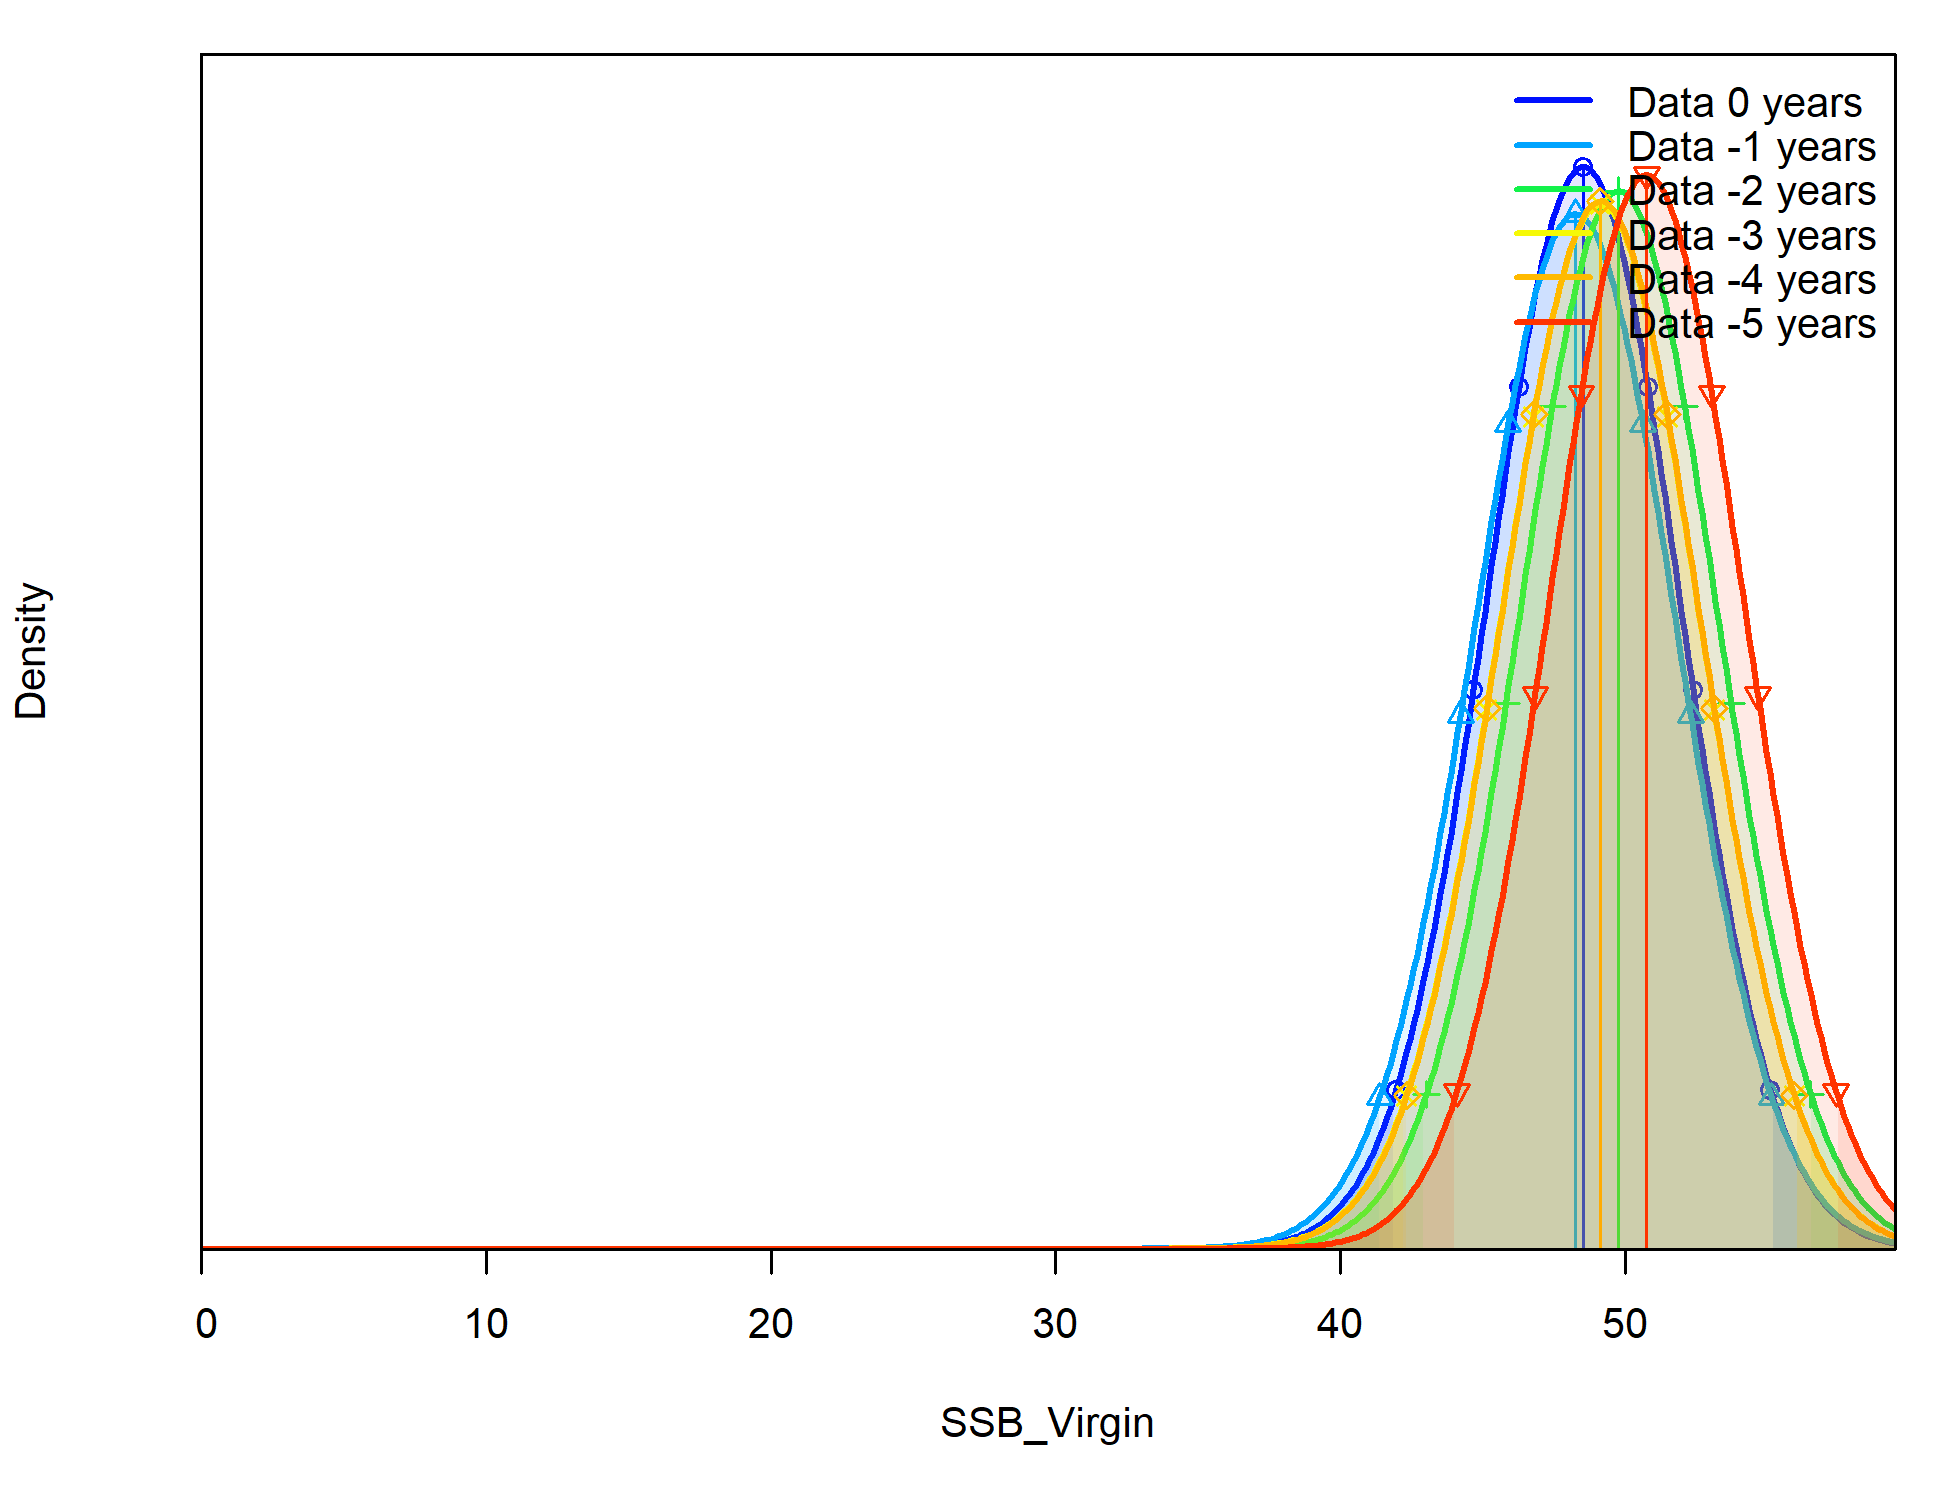 Data 0 years
Data -1 years
Data -2 years
Data -3 years
Data -4 years
Data -5 years
Density
0 10 20 30 40 50
SSB_Virgin